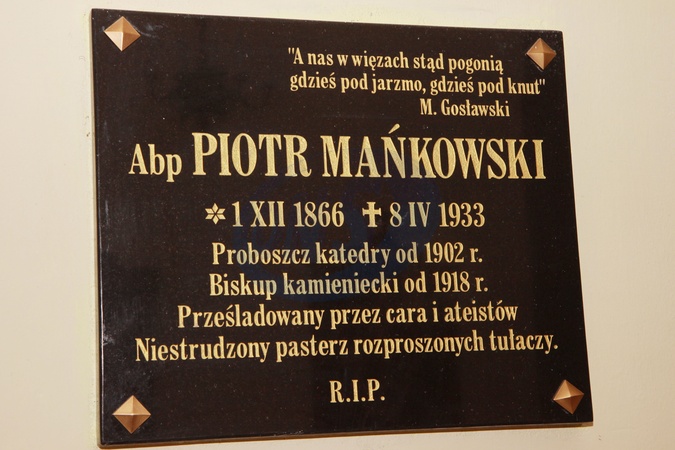 "A nas w więzach stąd pogonią
gdzieś pod jarzmo, gdzieś pod knut"
M. Gosławski
Abp PIOTR MAŃKOWSKI
✲ 1 XII 1866 ✝ 8 IV 1933
Proboszcz katedry od 1902 r.
Biskup kamieniecki od 1918 r.
Prześladowany przez cara i ateistów
Niestrudzony pasterz rozproszonych tułaczy.
R.I.P.